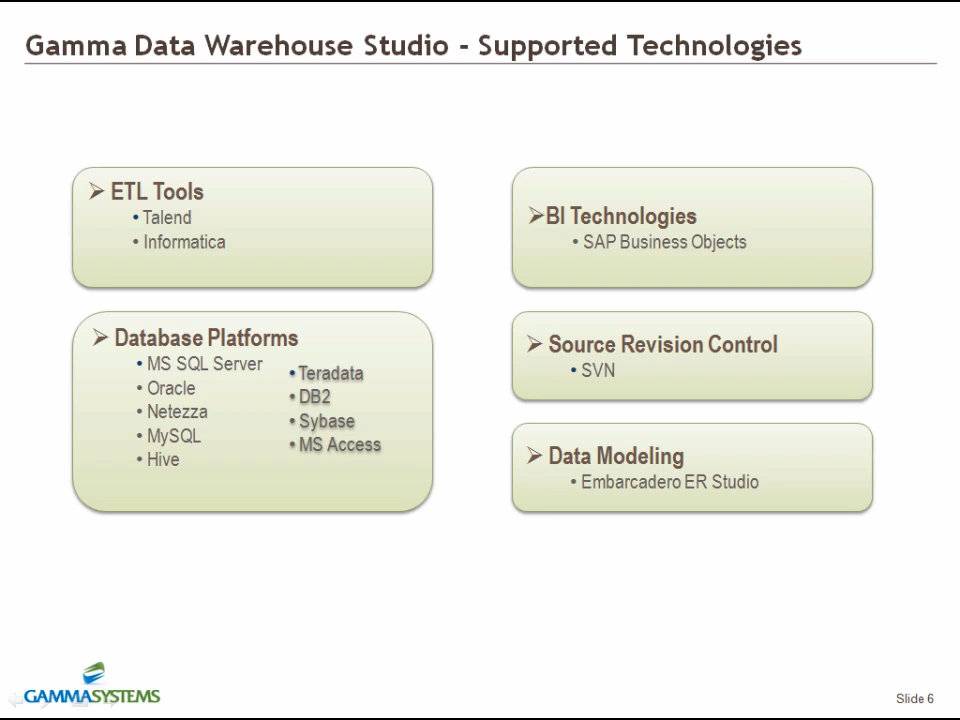 Gamma Data Warehouse Studio - Supported Technologies
➢ ETL Tools
• Talend
• Informatica
➢ Database Platforms
• MS SQL Server
• Oracle
• Netezza
• MySQL
• Hive
• Teradata
• DB2
• Sybase
• MS Access
➢BI Technologies
• SAP Business Objects
➢ Source Revision Control
• SVN
➢ Data Modeling
• Embarcadero ER Studio
GAMMASYSTEMS
Slide 6